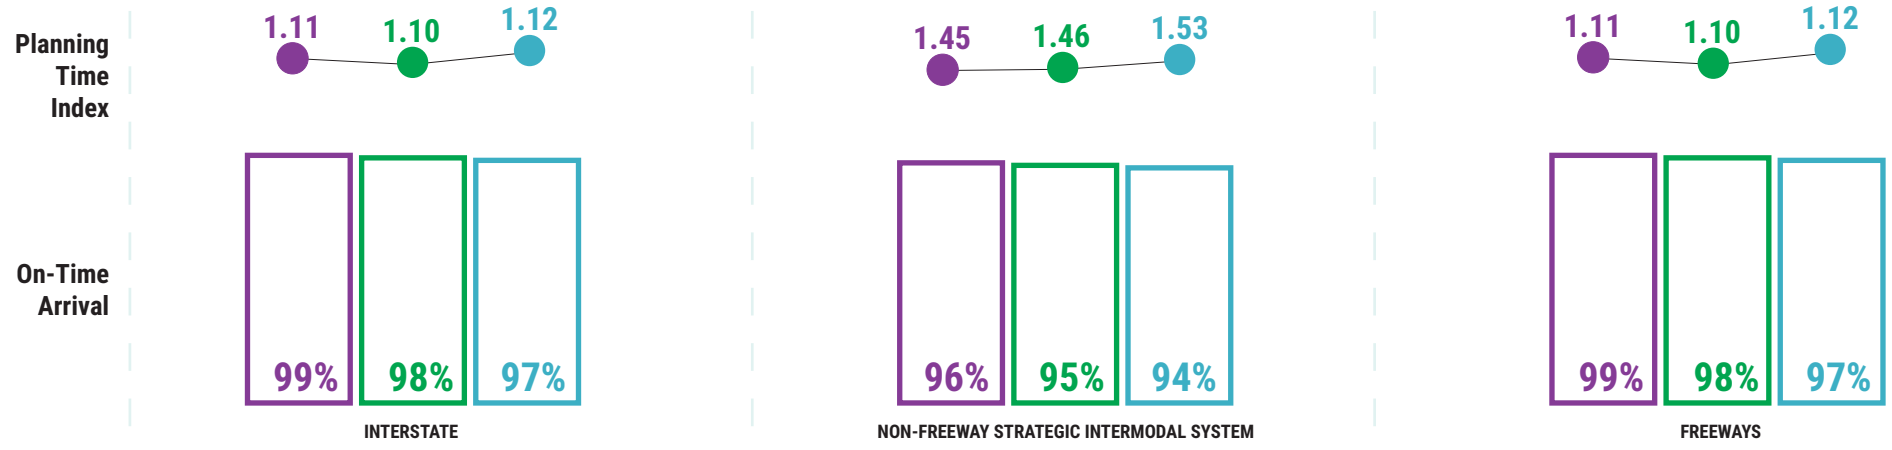 Planning
Time
Index
1.11
1.10
1.12
1.45
1.46
1.53
1.11
1.10
1.12
On-Time
Arrival
99%
98%
97%
96%
95%
94%
99%
98%
97%
INTERSTATE
NON-FREEWAY STRATEGIC INTERMODAL SYSTEM
FREEWAYS